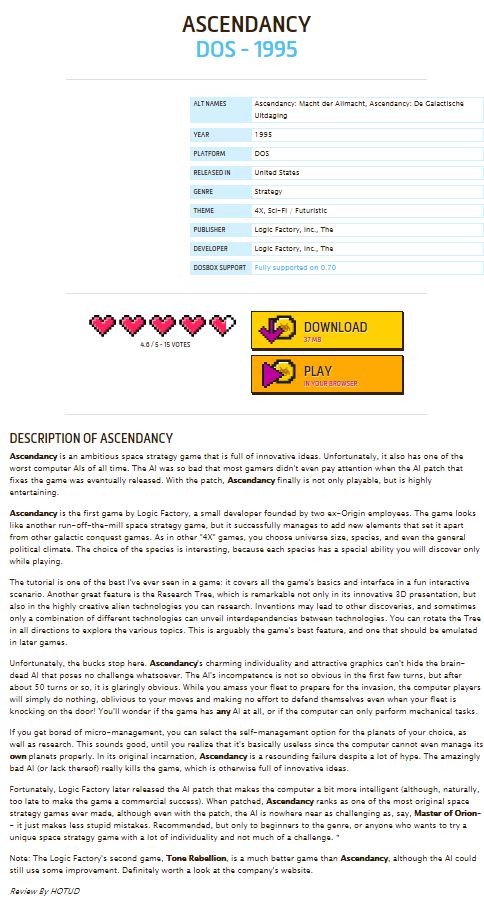 ASCENDANCY
DOS - 1995
ALT NAMES Ascendancy: Macht der Allmacht, Ascendancy: De Galactische
Uitdaging
YEAR 1995
PLATFORM DOS
RELEASED IN United States
GENRE Strategy
THEME 4X, Sci-Fi / Futuristic
PUBLISHER Logic Factory, Inc., The
DEVELOPER Logic Factory, Inc., The
DOSBOX SUPPORT Fully supported on 0.70
4.6 / 5 - 15 VOTES
DOWNLOAD
37 MB
PLAY
IN YOUR BROWSER
DESCRIPTION OF ASCENDANCY
Ascendancy is an ambitious space strategy game that is full of innovative ideas. Unfortunately, it also has one of the
worst computer AIs of all time. The AI was so bad that most gamers didn't even pay attention when the AI patch that
fixes the game was eventually released. With the patch, Ascendancy finally is not only playable, but is highly
entertaining.
Ascendancy is the first game by Logic Factory, a small developer founded by two ex-Origin employees. The game looks
like another run-off-the-mill space strategy game, but it successfully manages to add new elements that set it apart
from other galactic conquest games. As in other "4X" games, you choose universe size, species, and even the general
political climate. The choice of the species is interesting, because each species has a special ability you will discover only
while playing.
The tutorial is one of the best I've ever seen in a game: it covers all the game's basics and interface in a fun interactive
scenario. Another great feature is the Research Tree, which is remarkable not only in its innovative 3D presentation, but
also in the highly creative alien technologies you can research. Inventions may lead to other discoveries, and sometimes
only a combination of different technologies can unveil interdependencies between technologies. You can rotate the Tree
in all directions to explore the various topics. This is arguably the game's best feature, and one that should be emulated
in later games.
Unfortunately, the bucks stop here. Ascendancy's charming individuality and attractive graphics can't hide the brain-
dead AI that poses no challenge whatsoever. The AI's incompetence is not so obvious in the first few turns, but after
about 50 turns or so, it is glaringly obvious. While you amass your fleet to prepare for the invasion, the computer players
will simply do nothing, oblivious to your moves and making no effort to defend themselves even when your fleet is
knocking on the door! You'll wonder if the game has any AI at all, or if the computer can only perform mechanical tasks.
If you get bored of micro-management, you can select the self-management option for the planets of your choice, as
well as research. This sounds good, until you realize that it's basically useless since the computer cannot even manage its
own planets properly. In its original incarnation, Ascendancy is a resounding failure despite a lot of hype. The amazingly
bad AI (or lack thereof) really kills the game, which is otherwise full of innovative ideas.
Fortunately, Logic Factory later released the AI patch that makes the computer a bit more intelligent (although, naturally,
too late to make the game a commercial success). When patched, Ascendancy ranks as one of the most original space
strategy games ever made, although even with the patch, the AI is nowhere near as challenging as, say, Master of Orion-
- it just makes less stupid mistakes. Recommended, but only to beginners to the genre, or anyone who wants to try a
unique space strategy game with a lot of individuality and not much of a challenge. "
Note: The Logic Factory's second game, Tone Rebellion, is a much better game than Ascendancy, although the AI could
still use some improvement. Definitely worth a look at the company's website.
Review By HOTUD